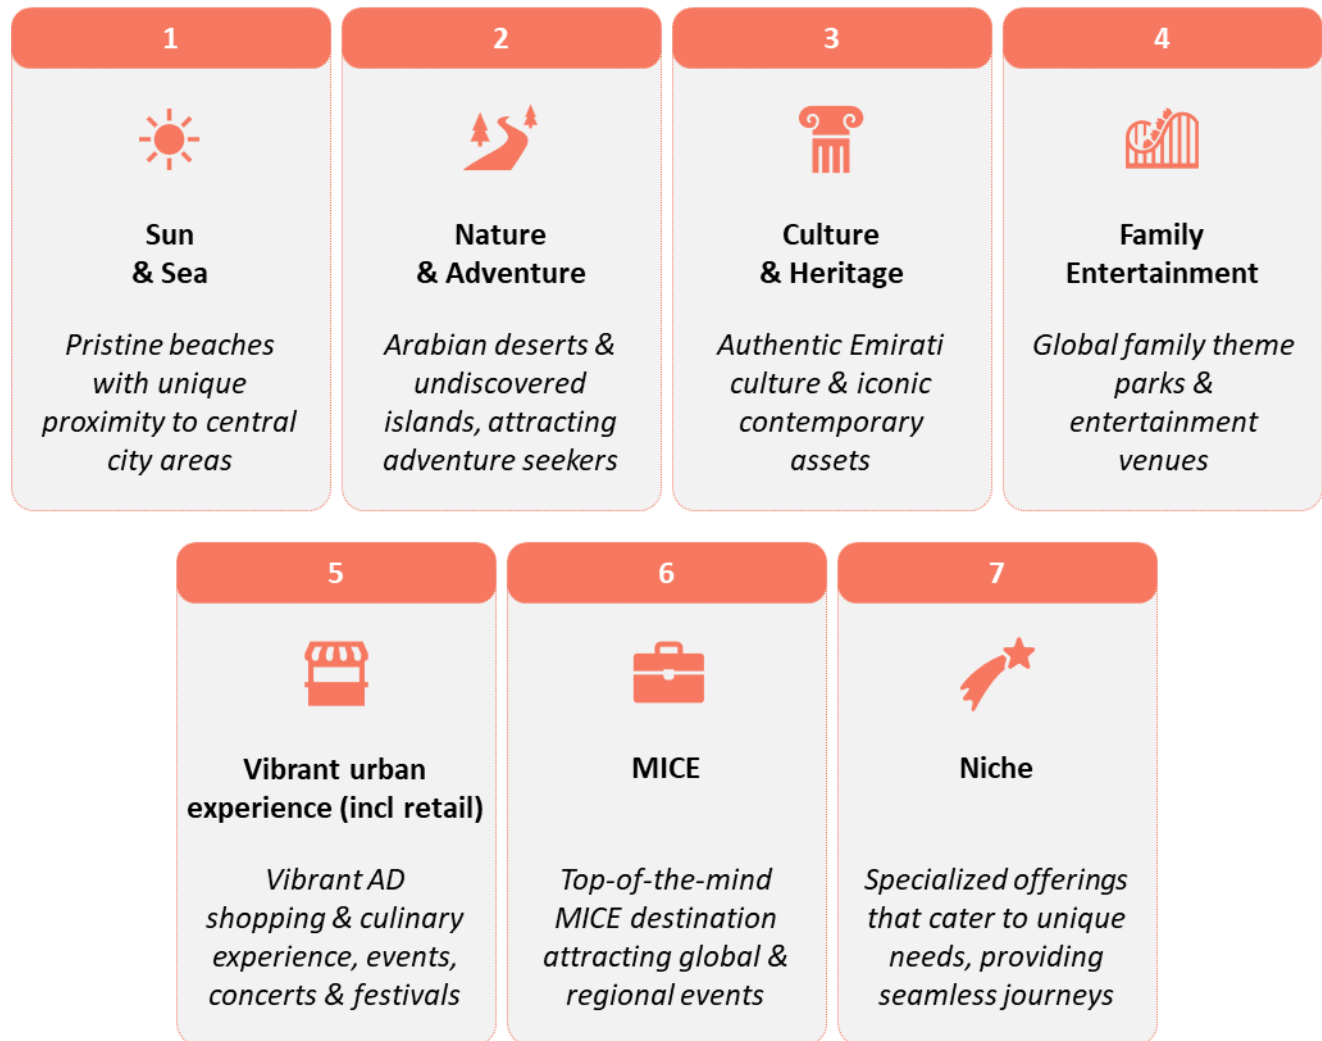 1
Sun
& Sea
Pristine beaches
with unique
proximity to central
city areas
2
Nature
& Adventure
Arabian deserts &
undiscovered
islands, attracting
adventure seekers
3
Culture
& Heritage
Authentic Emirati
culture & iconic
contemporary
assets
4
Family
Entertainment
Global family theme
parks &
entertainment
venues
5
Vibrant urban
experience (incl retail)
Vibrant AD
shopping & culinary
experience, events,
concerts & festivals
6
MICE
Top-of-the-mind
MICE destination
attracting global &
regional events
7
Niche
Specialized offerings
that cater to unique
needs, providing
seamless journeys